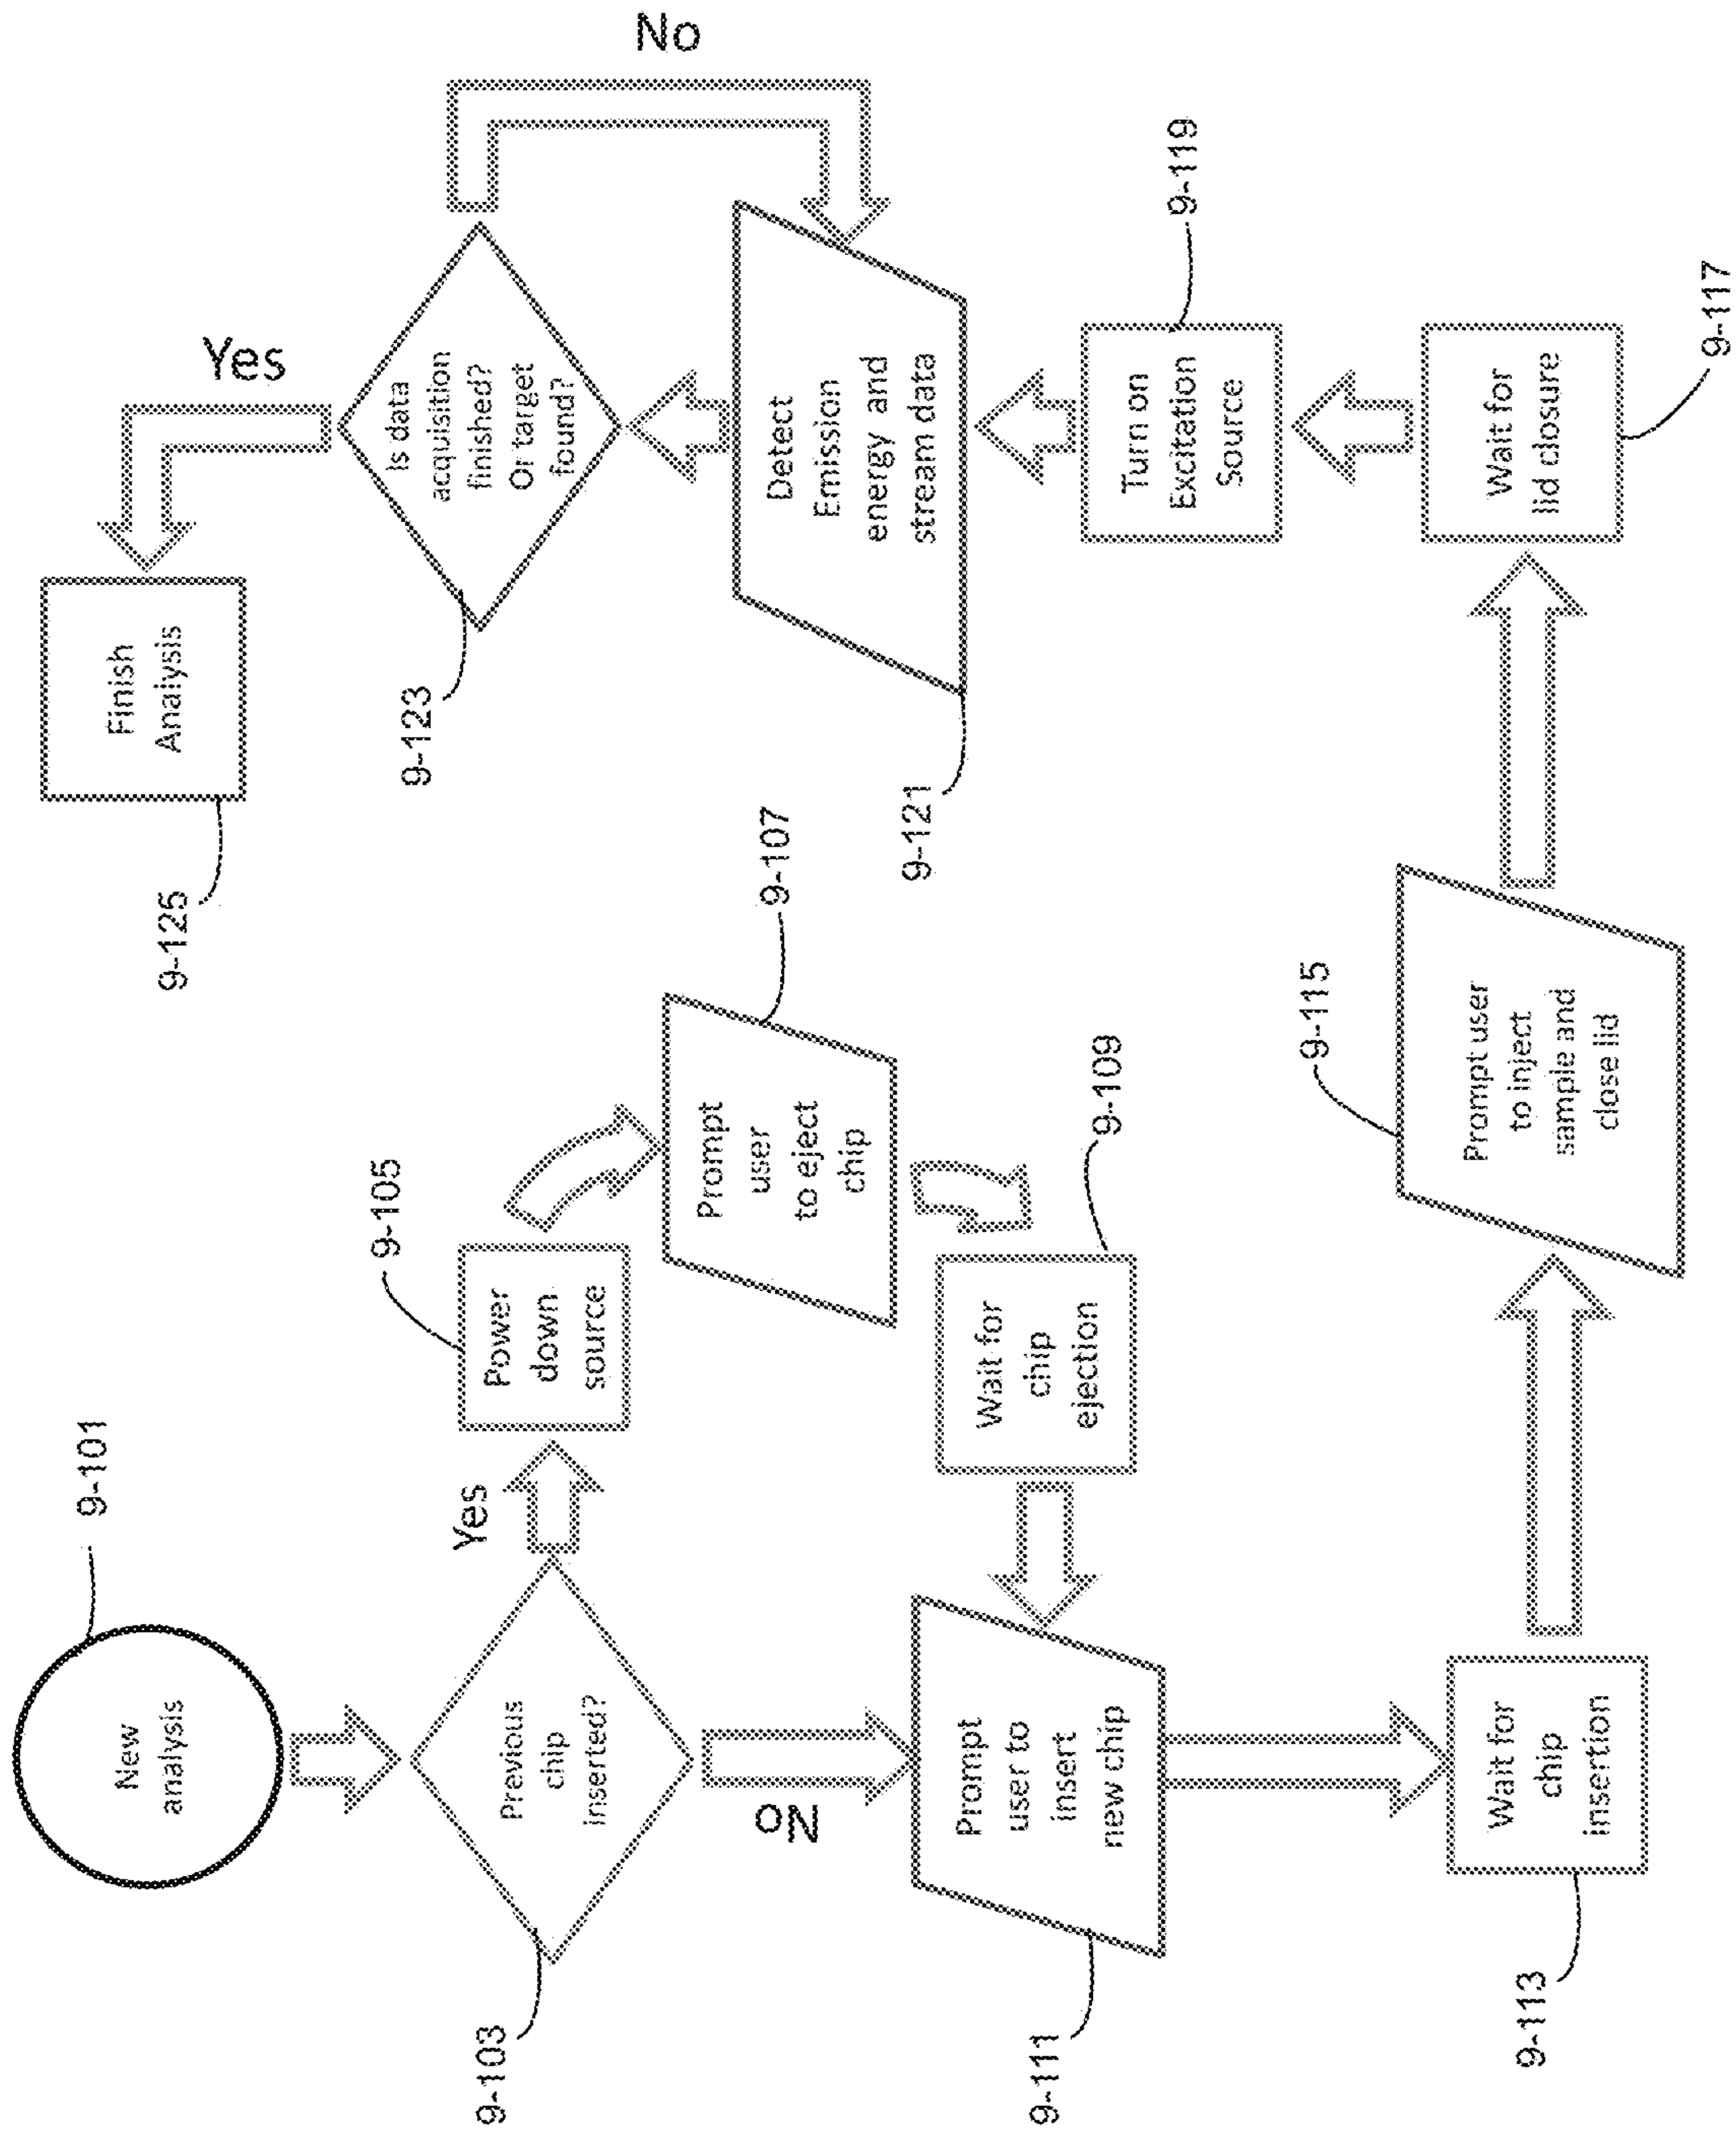 9-101
New
analysis
9-103
Previous
chip
inserted?
Yes
No
9-105
Power
down
source
9-107
Prompt
user
to eject
chip
9-109
Wait for
chip
ejection
9-111
Prompt
user to
insert
new chip
9-113
Wait for
chip
insertion
9-115
Prompt user
to inject
sample and
close lid
9-117
Wait for
lid closure
9-119
Turn on
Excitation
Source
9-121
Detect
Emission
energy and
stream data
9-123
Is data
acquisition
finished?
Or target
found?
No
Yes
9-125
Finish
Analysis